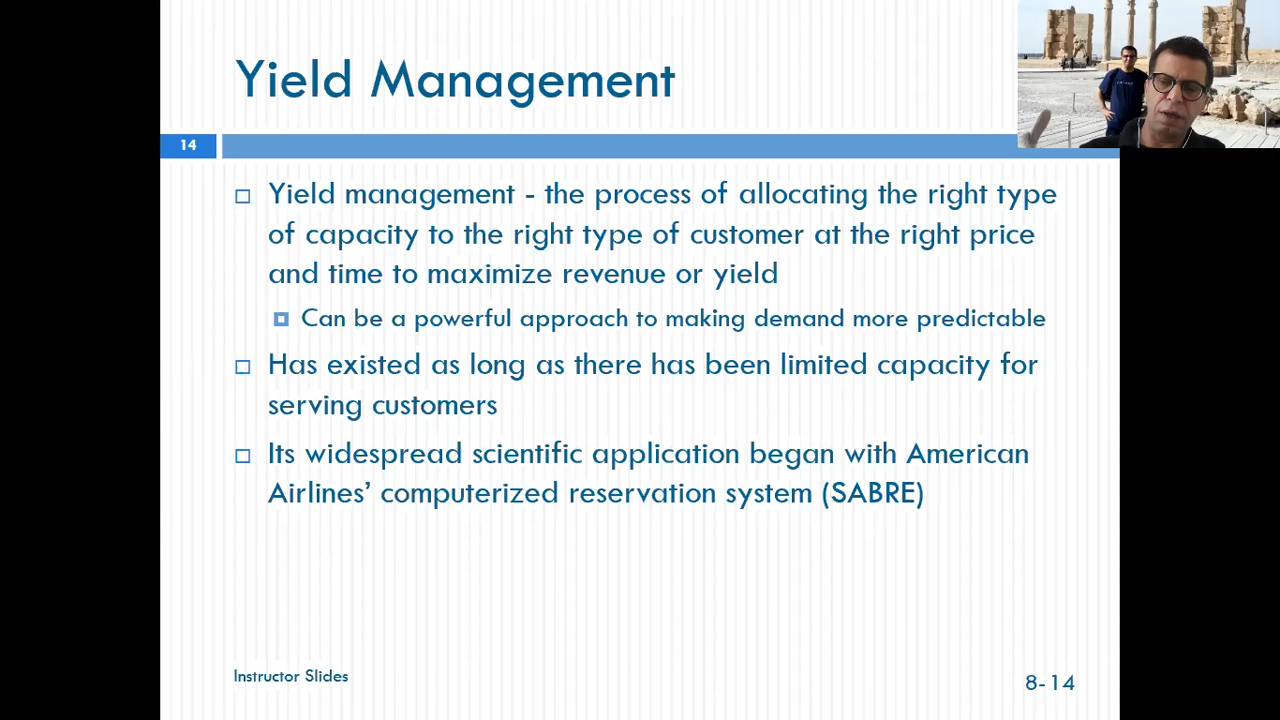 Yield Management
14
Yield management - the process of allocating the right type
of capacity to the right type of customer at the right price
and time to maximize revenue or yield
Can be a powerful approach to making demand more predictable
Has existed as long as there has been limited capacity for
serving customers
Its widespread scientific application began with American
Airlines’ computerized reservation system (SABRE)
Instructor Slides
8-14